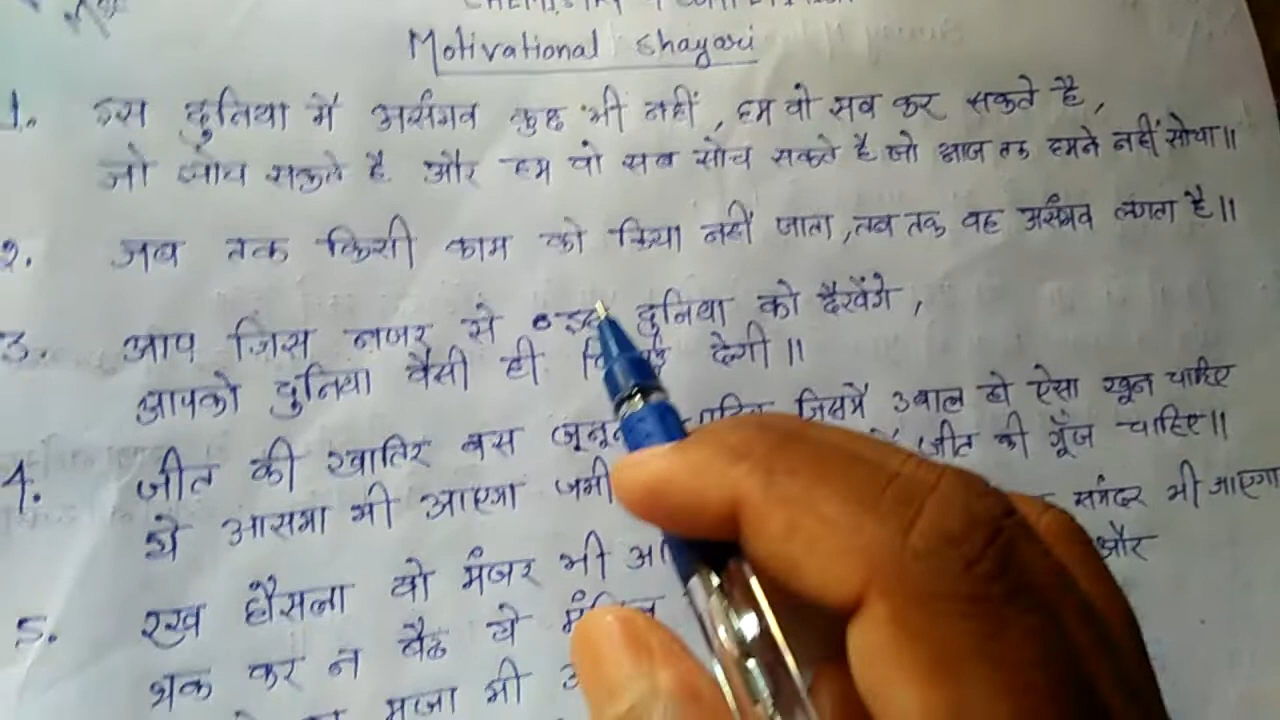 Motivational Shayari
1. इस दुनिया में असंभव कुछ भी नहीं, हम वो सब कर सकते है,
जो सोच सकते है और हम वो सब सोच सकते है जो आज तक हमने नहीं सोचा॥
2. जब तक किसी काम को किया नहीं जाता, तब तक वह असंभव लगता है॥
3. आप जिस नजर से इस दुनिया को देखेंगे,
आपको दुनिया वैसी ही देगी॥
4. जीत की खातिर बस जुनून जिसमें उबाल हो ऐसा खून चाहिए
ये आसमा भी आएगा जमी जीत की गूँज चाहिए॥
5. रख हौसला वो मंजर भी समंदर भी आएगा
थक कर न बैठ ये और
मजा भी